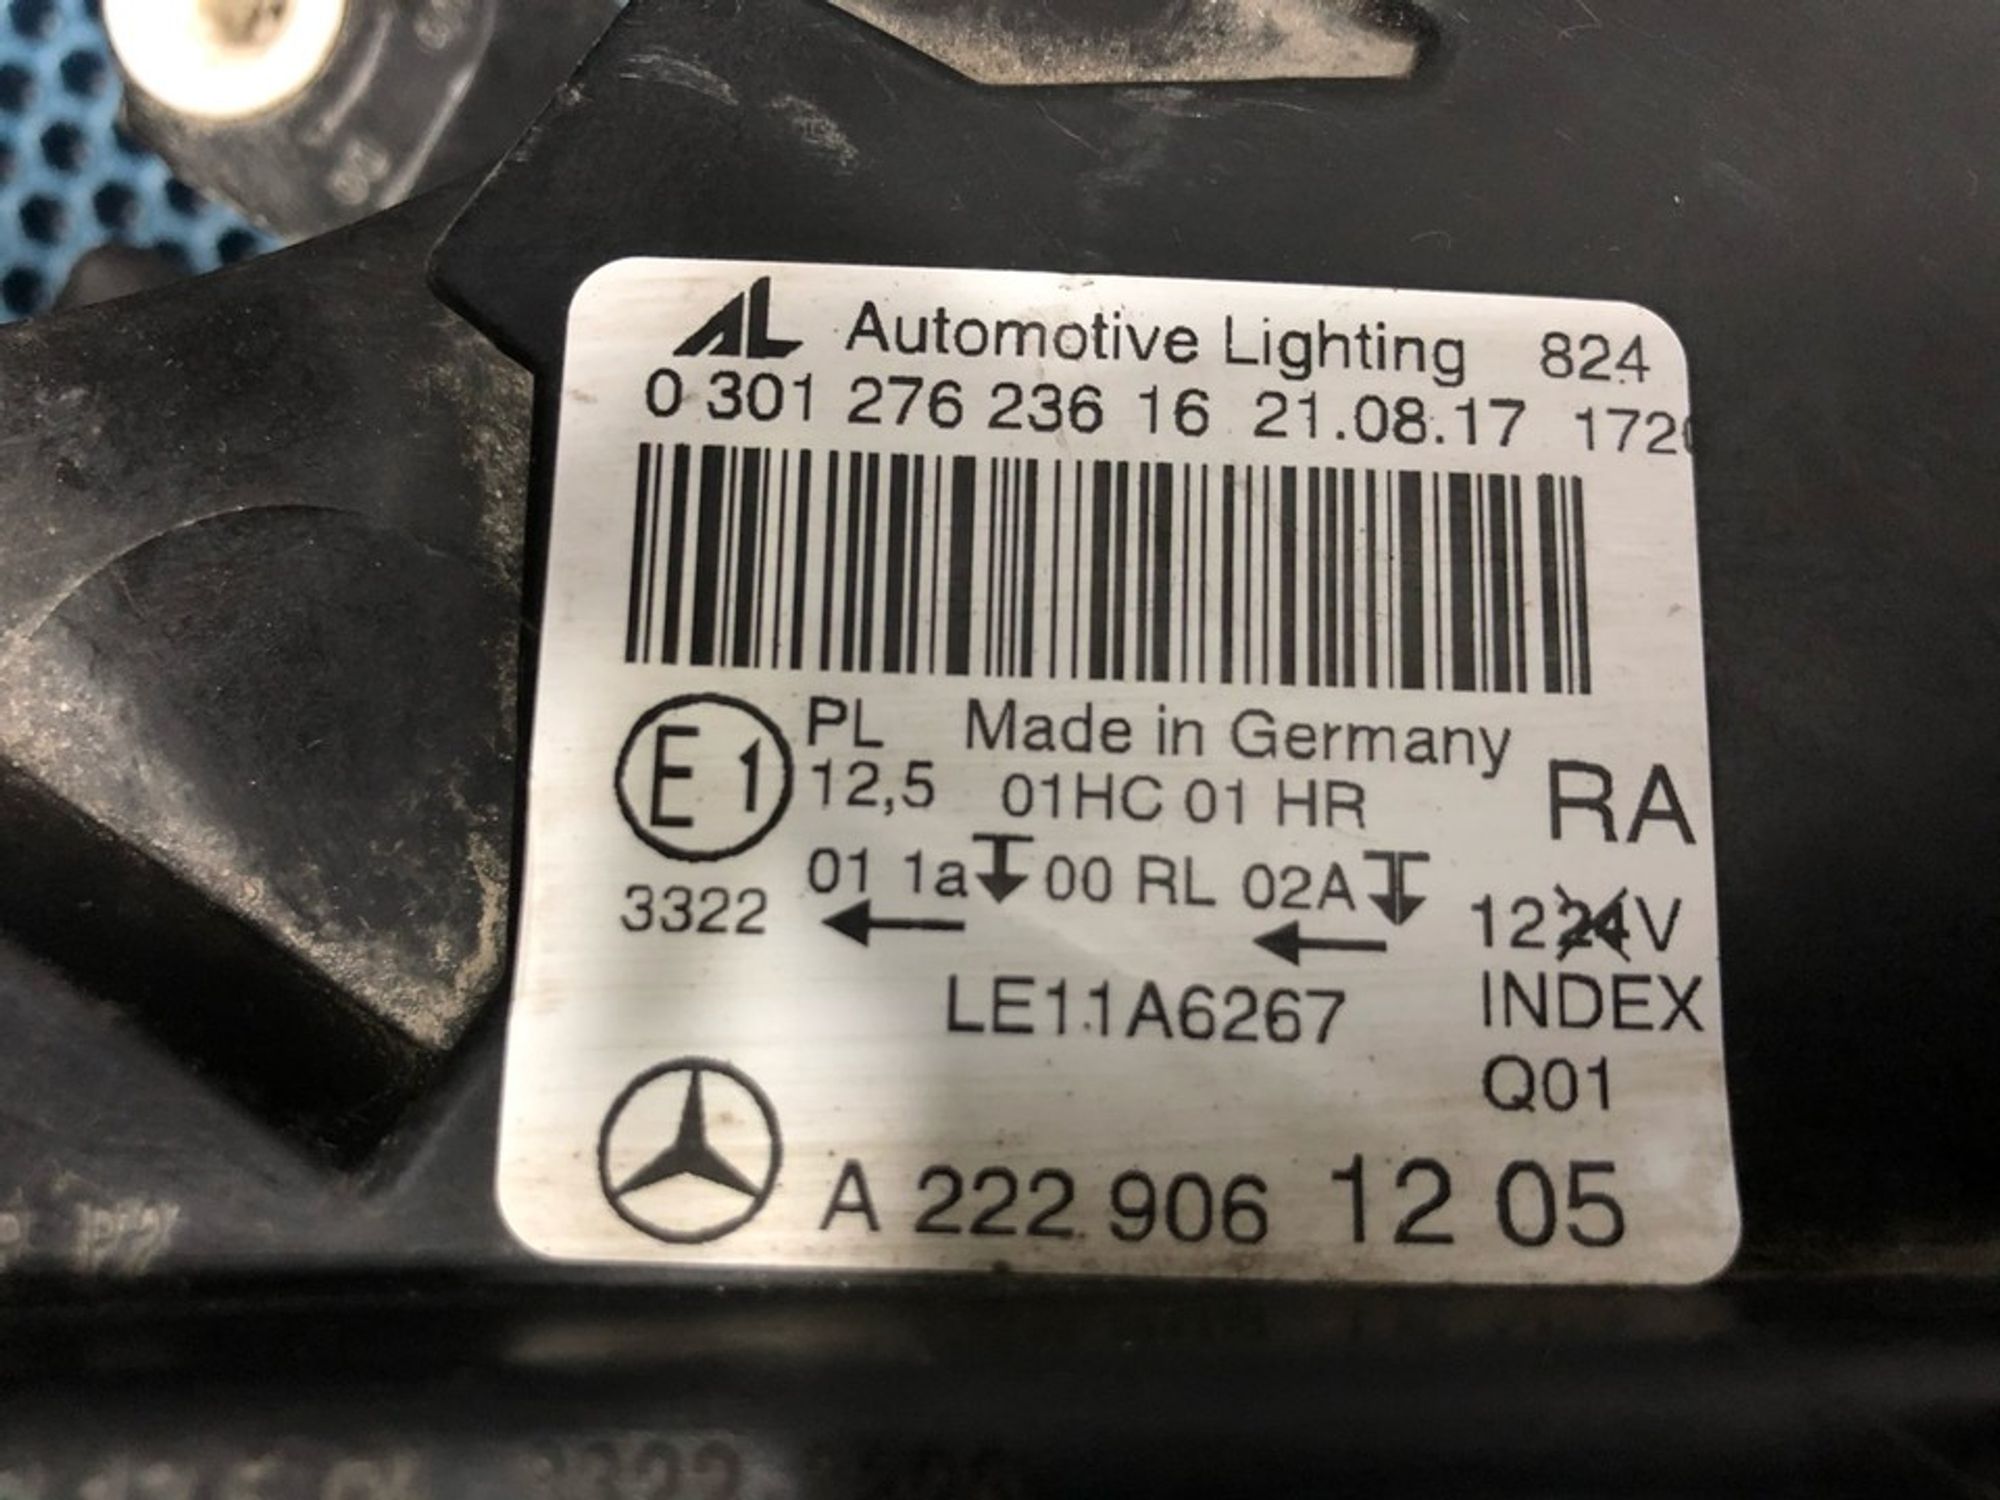 AL Automotive Lighting 824
0 301 276 236 16 21.08.17 172
E1 PL Made in Germany
12,5 01HC 01 HR RA
01 1a 00 RL 02A
3322 1224V
LE11A6267 INDEX
Q01
A 222 906 12 05